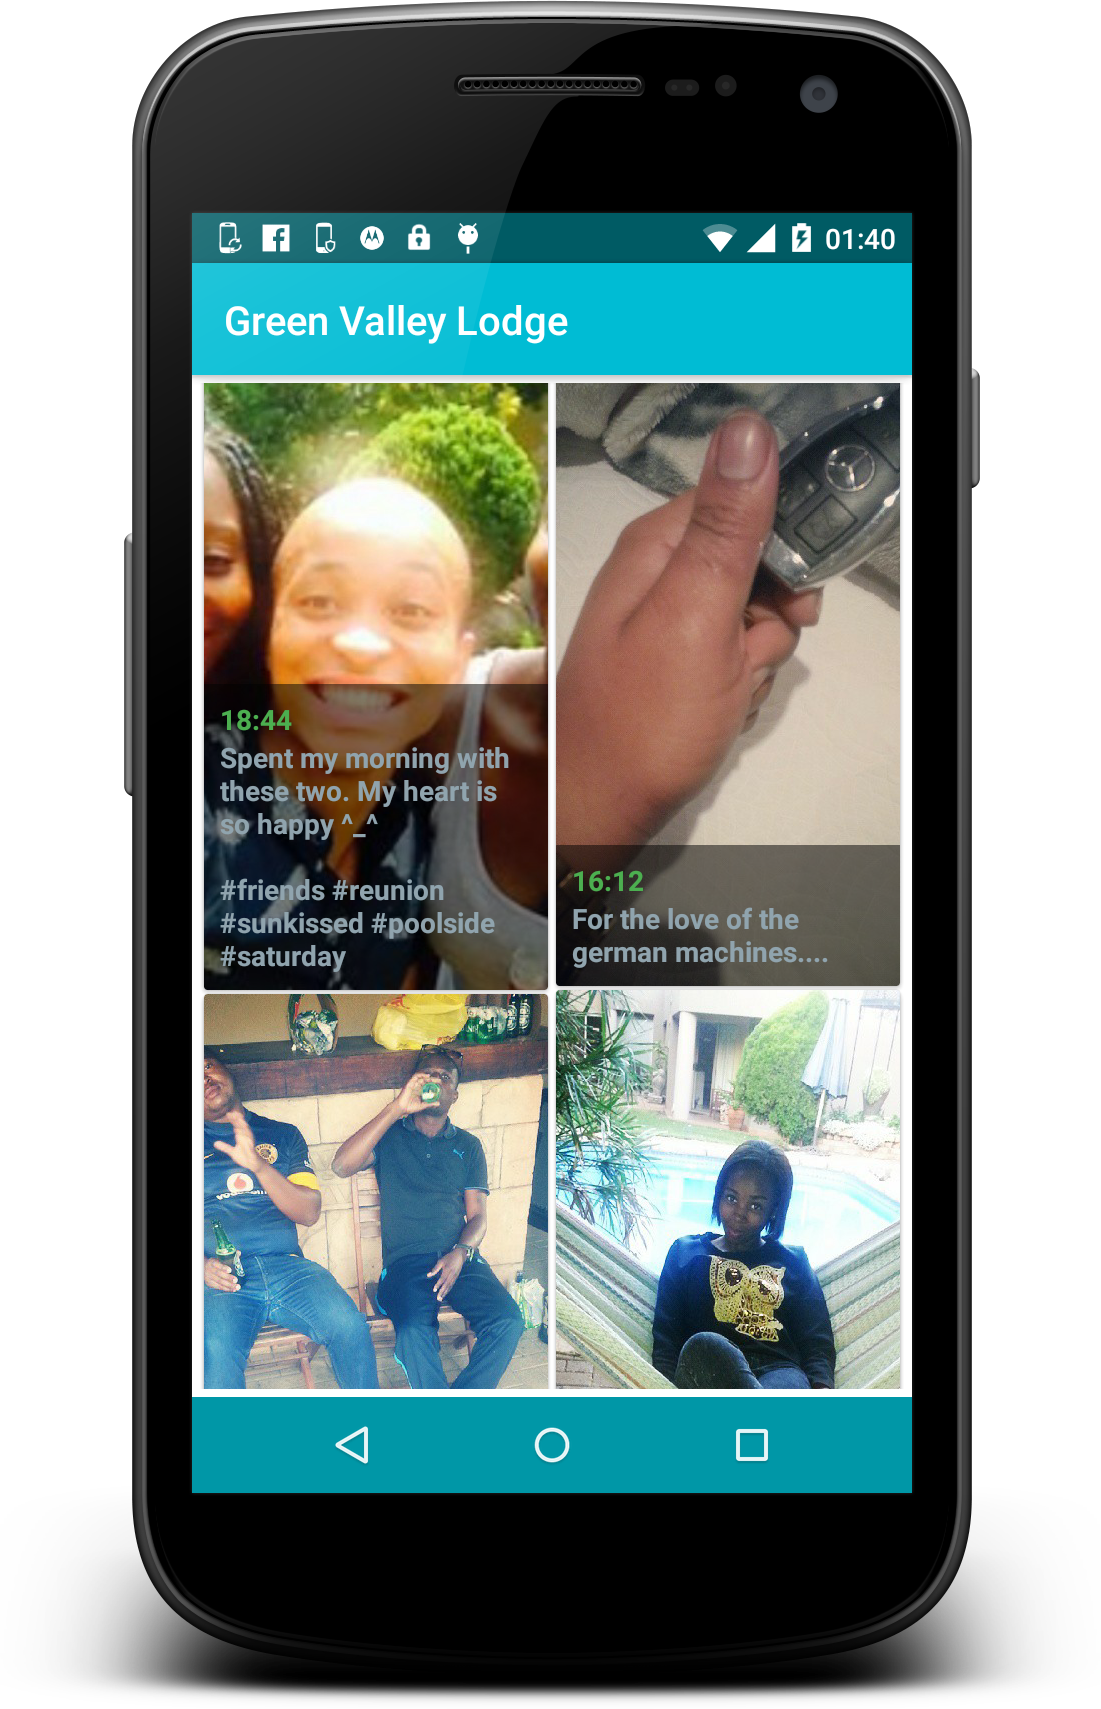 01:40
Green Valley Lodge
18:44
Spent my morning with
these two. My heart is
so happy ^_^
#friends #reunion
#sunkissed #poolside
#saturday
16:12
For the love of the
german machines....